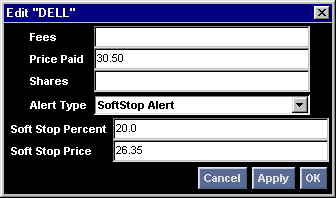 Edit "DELL"
Fees
Price Paid 30.50
Shares
Alert Type SoftStop Alert
Soft Stop Percent 20.0
Soft Stop Price 26.35
Cancel Apply OK